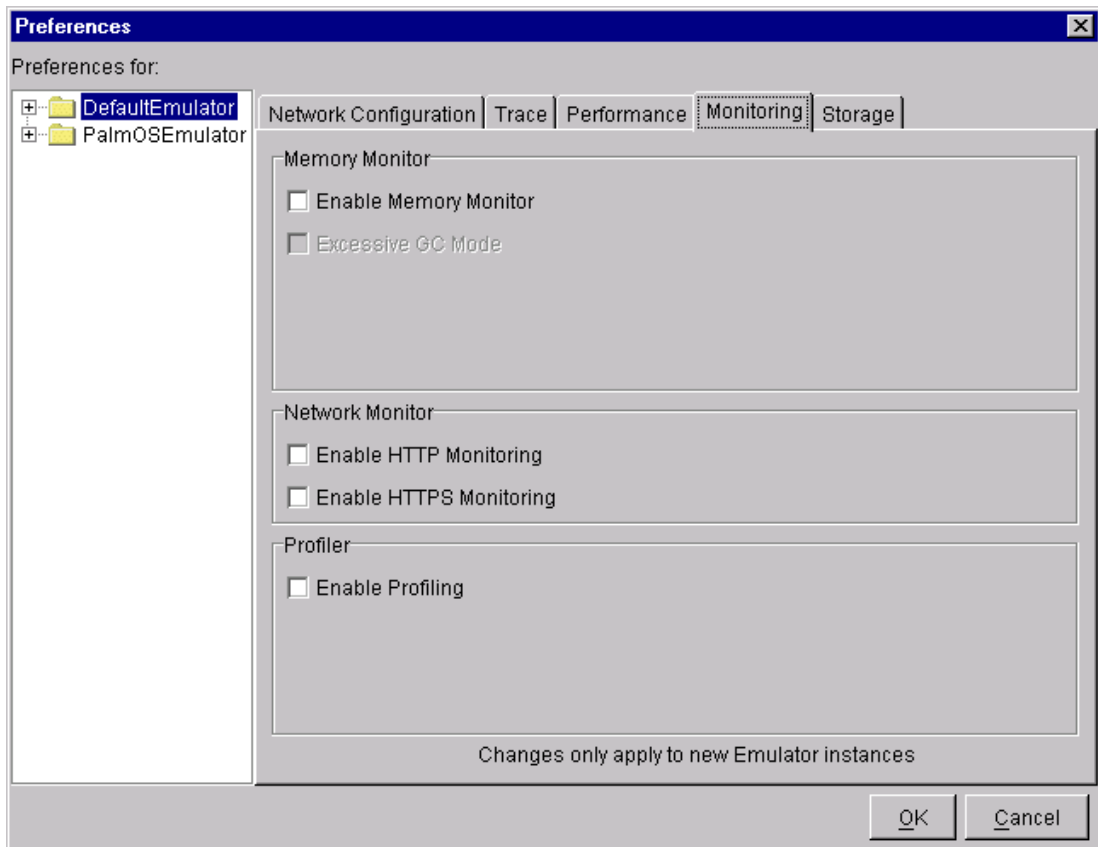 Preferences
Preferences for:
DefaultEmulator
PalmOSEmulator
Network Configuration Trace Performance Monitoring Storage
Memory Monitor
Enable Memory Monitor
Excessive GC Mode
Network Monitor
Enable HTTP Monitoring
Enable HTTPS Monitoring
Profiler
Enable Profiling
Changes only apply to new Emulator instances
OK Cancel